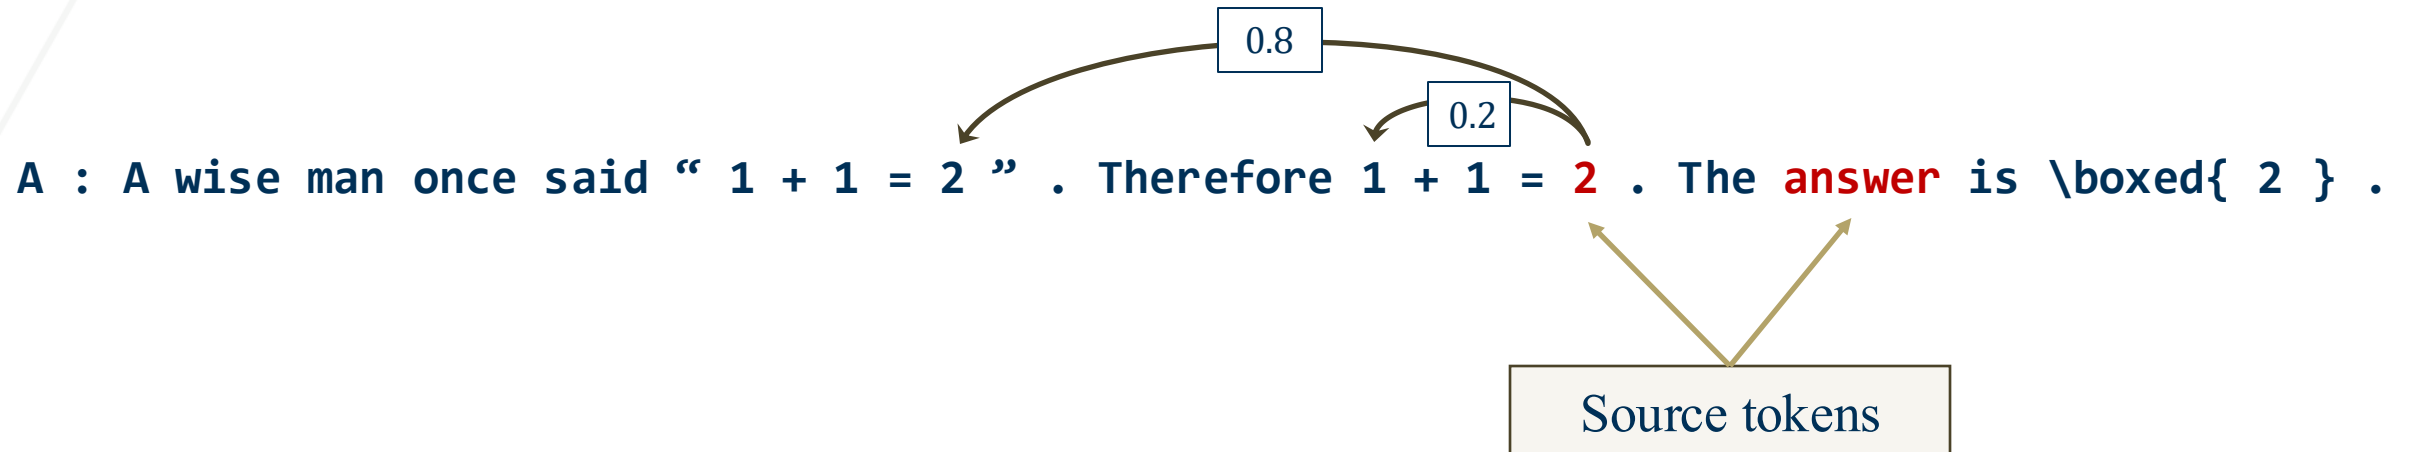 0.8
0.2
A : A wise man once said “ 1 + 1 = 2 ” . Therefore 1 + 1 = 2 . The answer is \boxed{ 2 } .
Source tokens